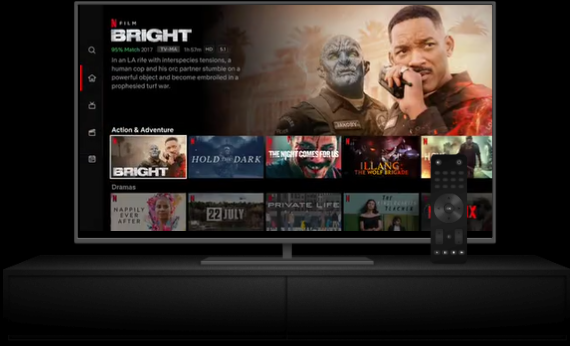 N FILM
BRIGHT
95% Match 2017 TV-MA 1h 57m HD 5.1
In an LA rife with interspecies tensions, a
human cop and his orc partner stumble on a
powerful object and become embroiled in a
prophesied turf war.
Action & Adventure
BRIGHT
HOLD THE DARK
THE NIGHT COMES FOR US
ILLANG:
THE WOLF BRIGADE
Dramas
HAPPILY
EVER
AFTER
22 JULY
PRIVATE LIFE